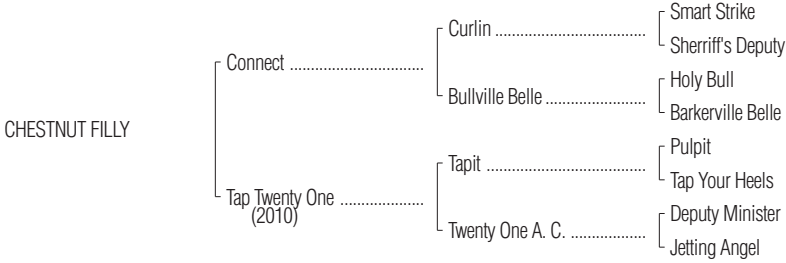 Smart Strike
Curlin ....................................
Sherriff's Deputy
Connect ................................
Holy Bull
Bullville Belle ........................
Barkerville Belle
CHESTNUT FILLY
Pulpit
Tapit ......................................
Tap Your Heels
Tap Twenty One ....................
(2010)
Deputy Minister
Twenty One A. C. ..................
Jetting Angel